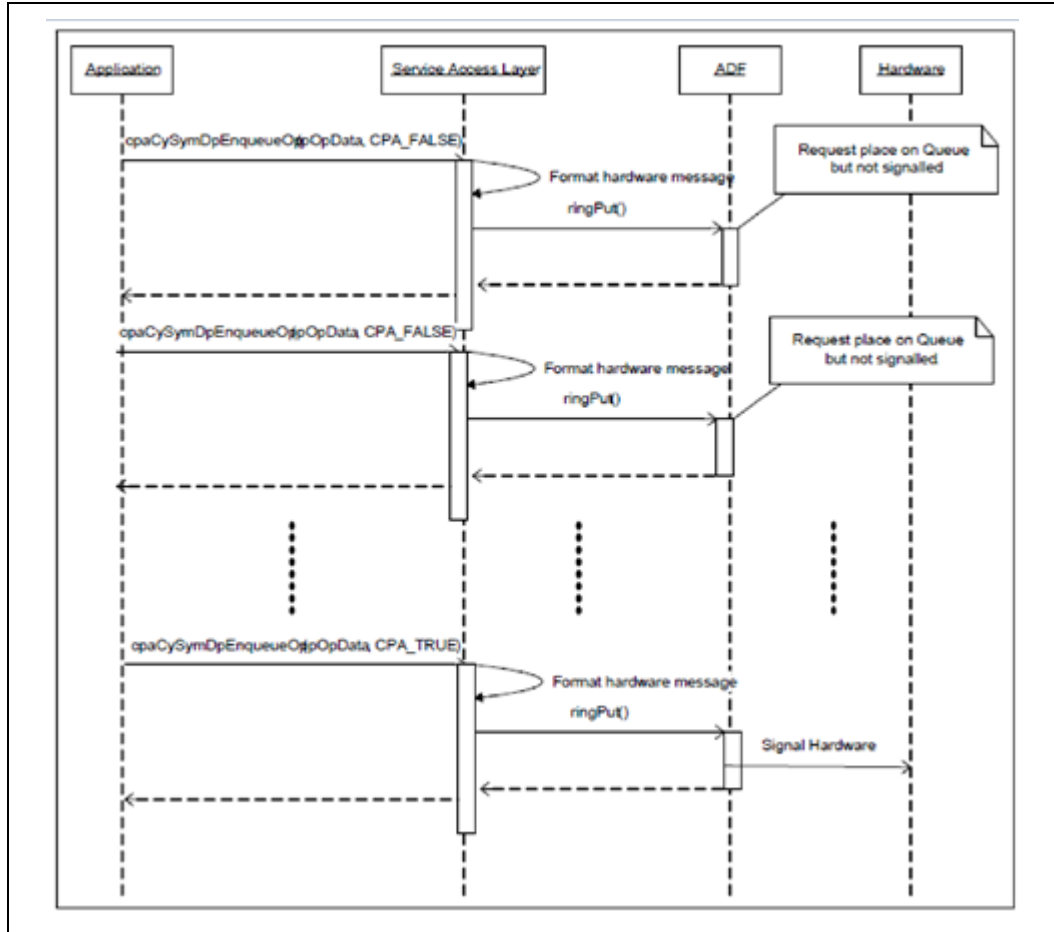 Application
Service Access Layer
ADF
Hardware
cpaCySymDpEnqueueOp(pOpData, CPA_FALSE)
Request place on Queue
but not signalled
Format hardware message
ringPut()
cpaCySymDpEnqueueOp(pOpData, CPA_FALSE)
Request place on Queue
but not signalled
Format hardware message
ringPut()
cpaCySymDpEnqueueOp(pOpData, CPA_TRUE)
Format hardware message
ringPut()
Signal Hardware